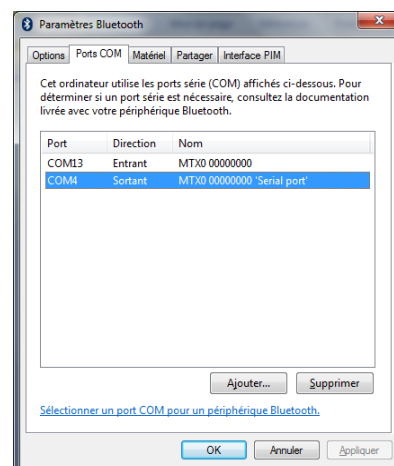 Paramètres Bluetooth
Options Ports COM Matériel Partager Interface PIM
Cet ordinateur utilise les ports série (COM) affichés ci-dessous. Pour
déterminer si un port série est nécessaire, consultez la documentation
livrée avec votre périphérique Bluetooth.
Port Direction Nom
COM13 Entrant MTX0 00000000
COM4 Sortant MTX0 00000000 'Serial port'
Ajouter... Supprimer
Sélectionner un port COM pour un périphérique Bluetooth.
OK Annuler Appliquer